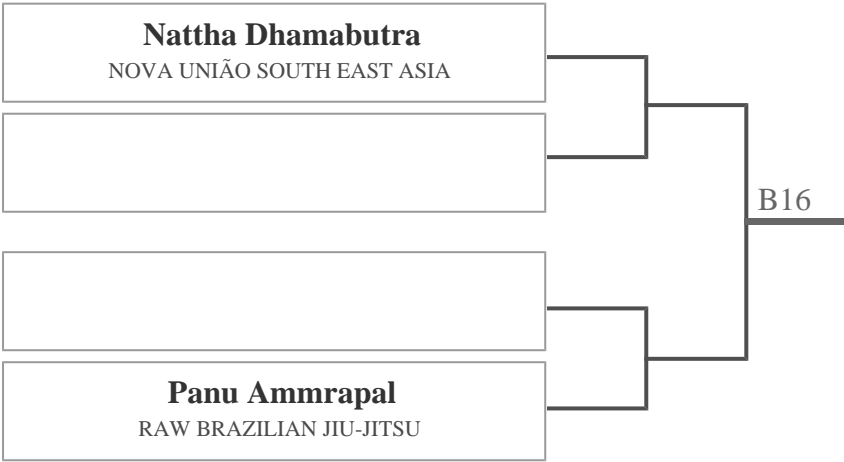 Nattha Dhamabutra
NOVA UNIÃO SOUTH EAST ASIA
B16
Panu Ammrapal
RAW BRAZILIAN JIU-JITSU